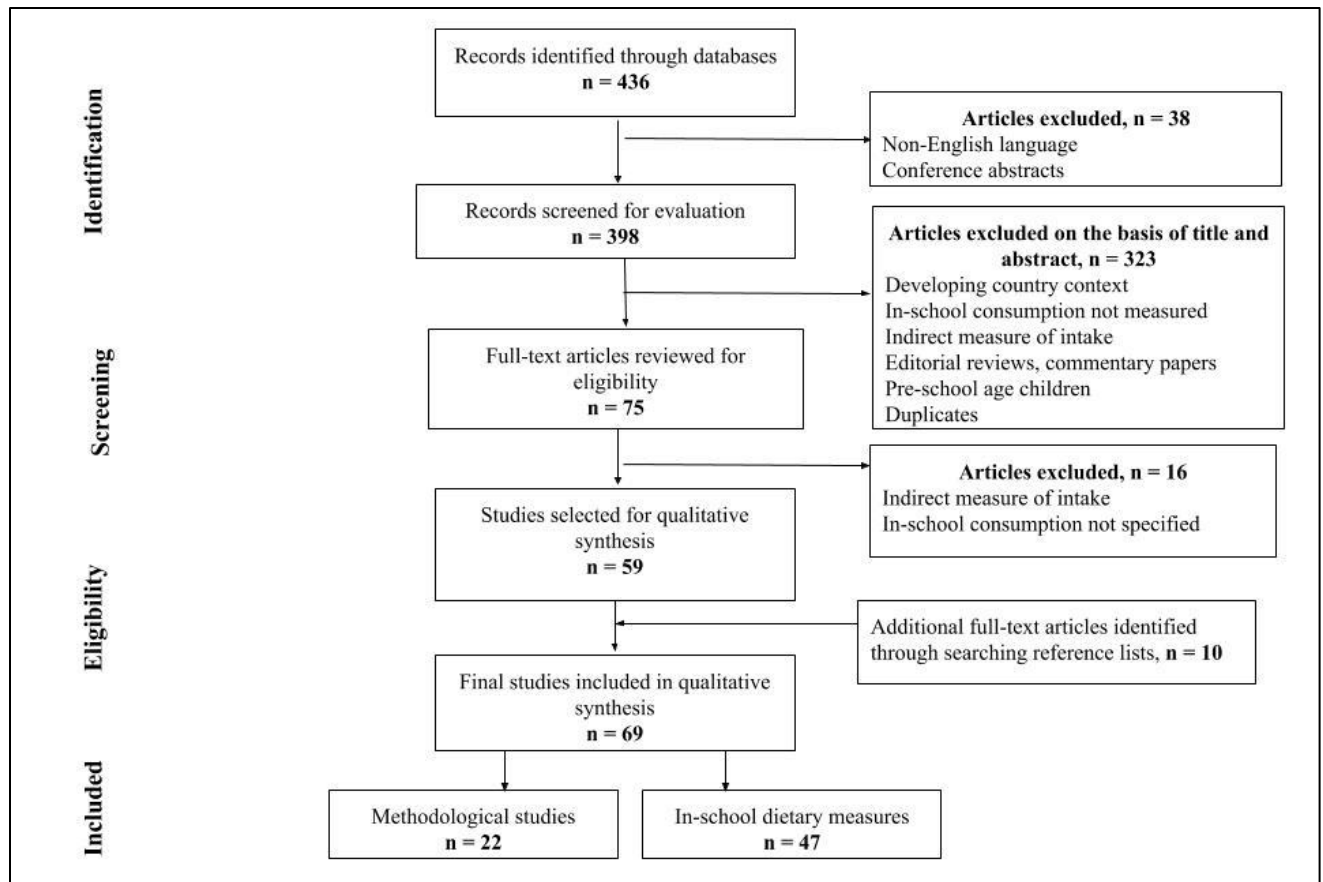 Records identified through databases
n = 436
Identification
Articles excluded, n = 38
Non-English language
Conference abstracts
Records screened for evaluation
n = 398
Articles excluded on the basis of title and
abstract, n = 323
Developing country context
In-school consumption not measured
Indirect measure of intake
Editorial reviews, commentary papers
Pre-school age children
Duplicates
Screening
Full-text articles reviewed for
eligibility
n = 75
Articles excluded, n = 16
Indirect measure of intake
In-school consumption not specified
Studies selected for qualitative
synthesis
n = 59
Eligibility
Additional full-text articles identified
through searching reference lists, n = 10
Final studies included in qualitative
synthesis
n = 69
Included
Methodological studies
n = 22
In-school dietary measures
n = 47